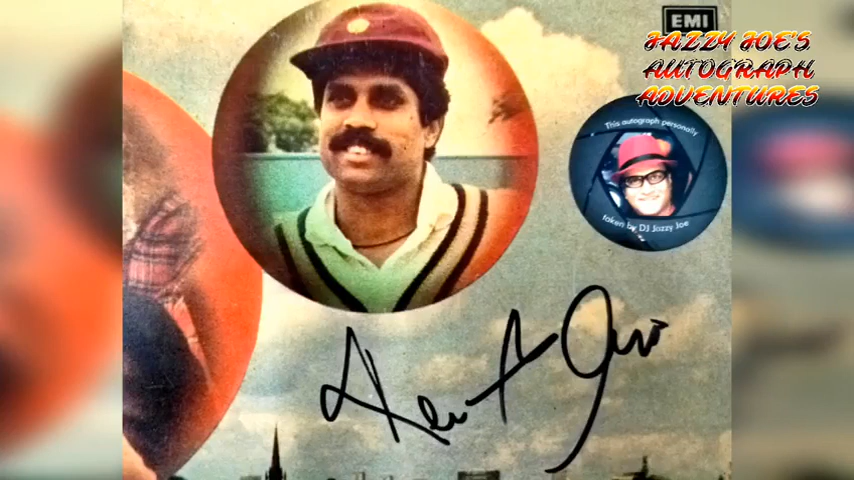 EMI
JAZZY JOE'S
AUTOGRAPH
ADVENTURES
This autograph personally
taken by DJ Jazzy Joe